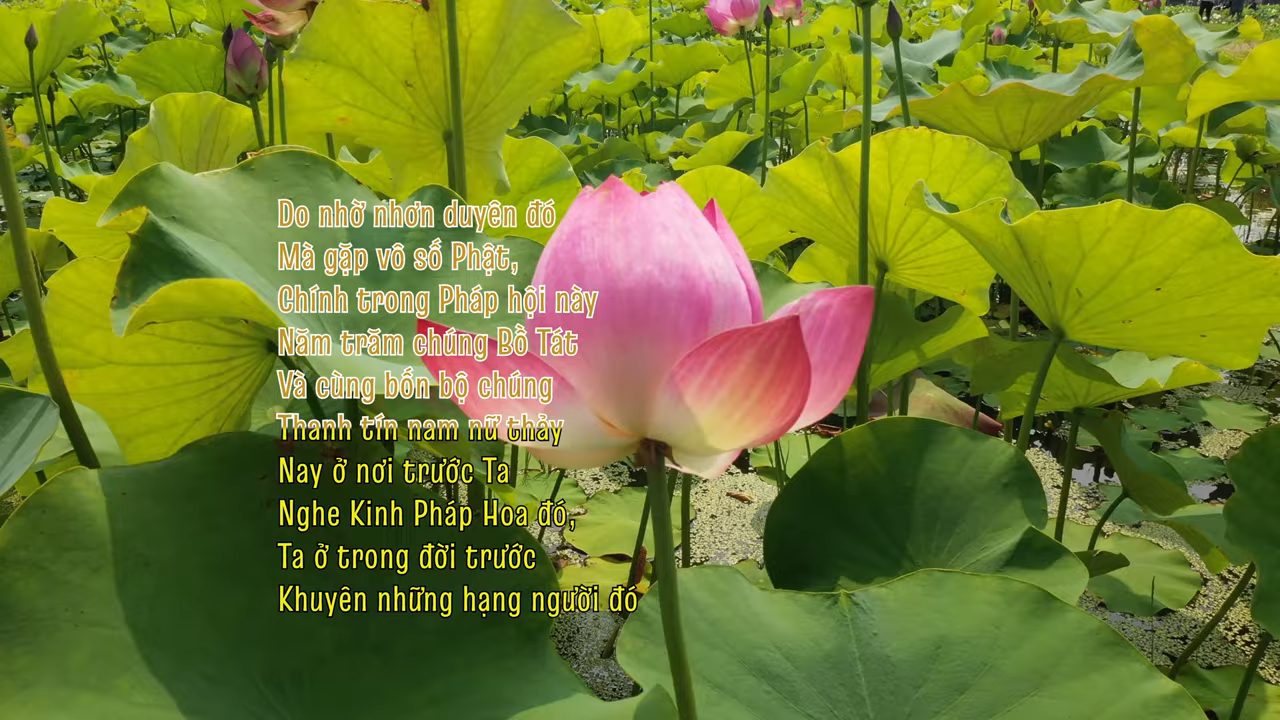 Do nhờ nhơn duyên đó
Mà gặp vô số Phật,
Chính trong Pháp hội này
Năm trăm chúng Bồ Tát
Và cùng bốn bộ chúng
Thanh tín nam nữ thảy
Nay ở nơi trước Ta
Nghe Kinh Pháp Hoa đó,
Ta ở trong đời trước
Khuyên những hạng người đó